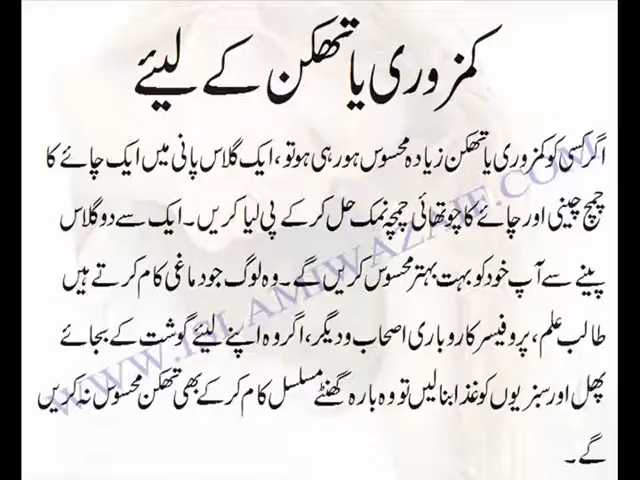 کمزوری یا تھکن کے لیئے
اگر کسی کو کمزوری یا تھکن زیادہ محسوس ہو رہی ہو تو، ایک گلاس پانی میں ایک چائے کا
چمچ چینی اور چائے کا چوتھائی چمچہ نمک حل کر کے پی لیا کریں۔ ایک سے دو گلاس
پینے سے آپ خود کو بہت بہتر محسوس کریں گے۔ وہ لوگ جو دماغی کام کرتے ہیں
طالب علم، پروفیسر کاروباری اصحاب و دیگر، اگر وہ اپنے لیئے گوشت کے بجائے
پھل اور سبزیوں کو غذا بنا لیں تو وہ بارہ گھنٹے مسلسل کام کر کے بھی تھکن محسوس نہ کریں
گے۔
WWW.ISLAMIWAZAIF.COM